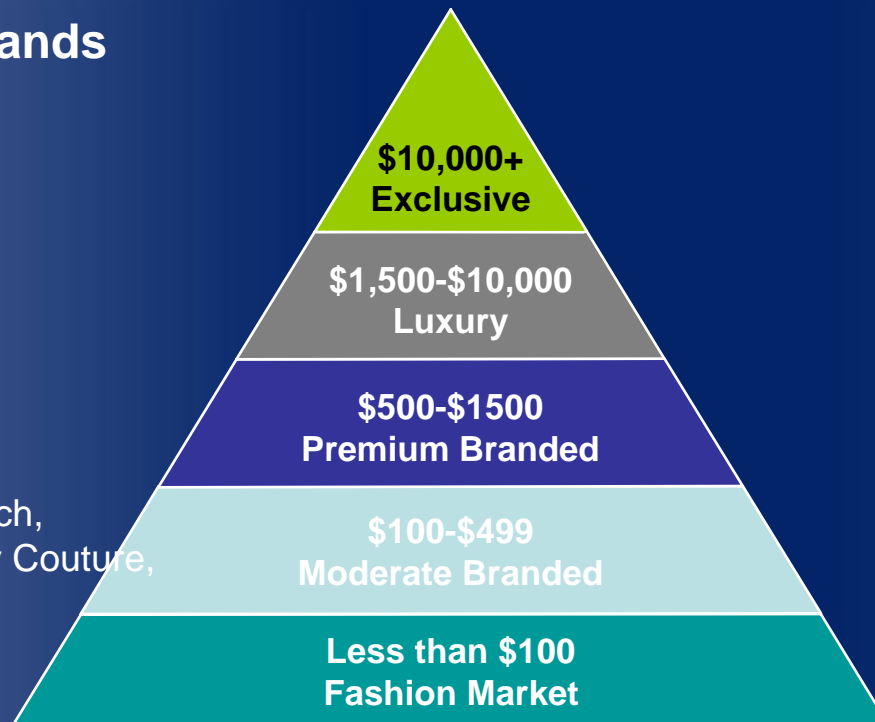 ands
$10,000+
Exclusive
$1,500-$10,000
Luxury
$500-$1500
Premium Branded
ch,
Couture,
$100-$499
Moderate Branded
Less than $100
Fashion Market